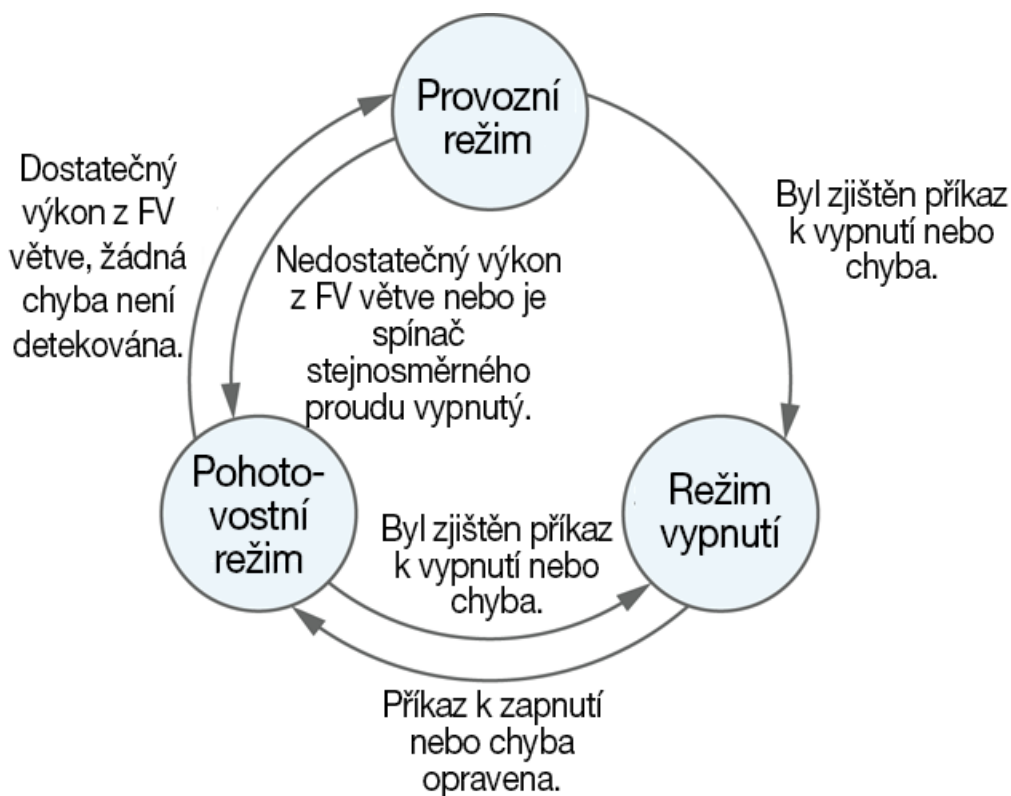 Provozní
režim
Dostatečný
výkon z FV
větve, žádná
chyba není
detekována.
Nedostatečný výkon
z FV větve nebo je
spínač
stejnosměrného
proudu vypnutý.
Byl zjištěn příkaz
k vypnutí nebo
chyba.
Pohoto-
vostní
režim
Byl zjištěn příkaz
k vypnutí nebo
chyba.
Režim
vypnutí
Příkaz k zapnutí
nebo chyba
opravena.